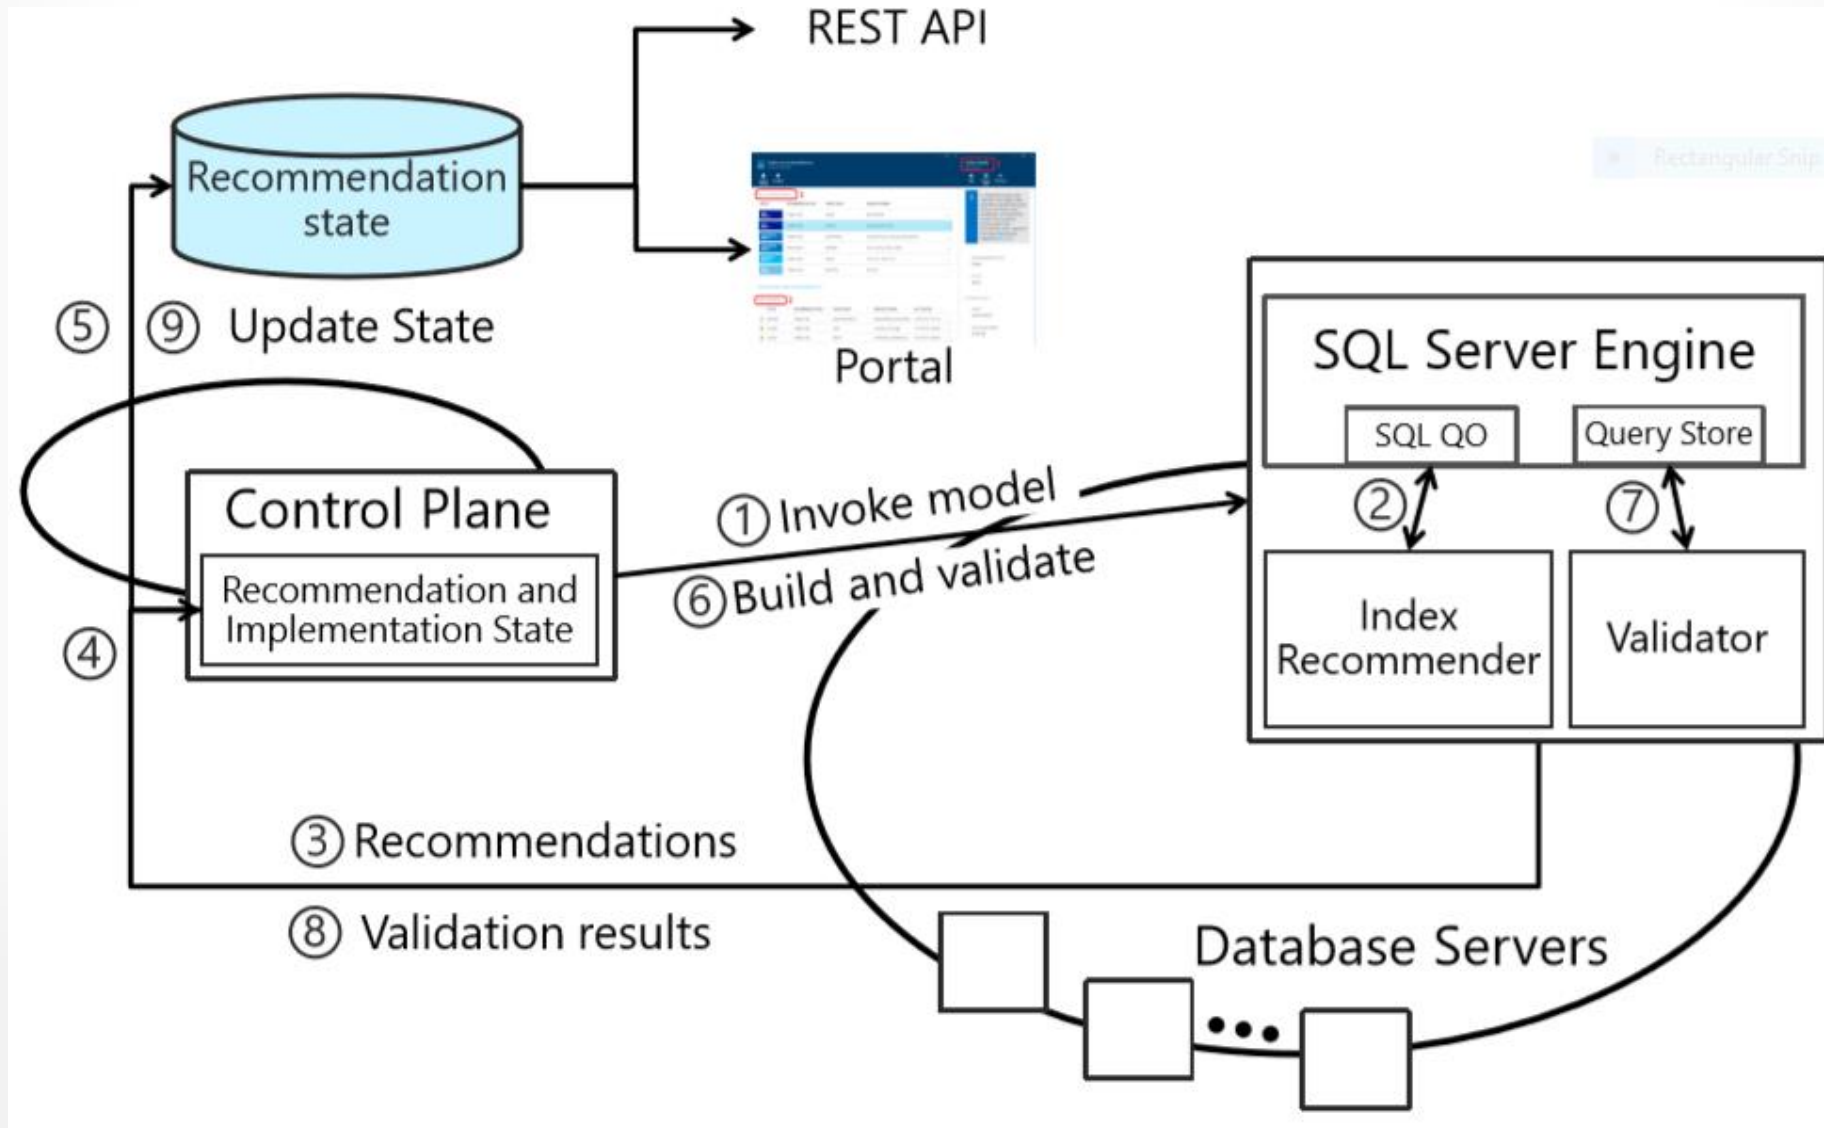 REST API
Recommendation
state
Rectangular Snip
⑤ ⑨ Update State
Portal
SQL Server Engine
SQL QO
Query Store
Control Plane
① Invoke model
② ⑦
⑥ Build and validate
Recommendation and
Implementation State
④
Index
Recommender
Validator
③ Recommendations
⑧ Validation results
Database Servers